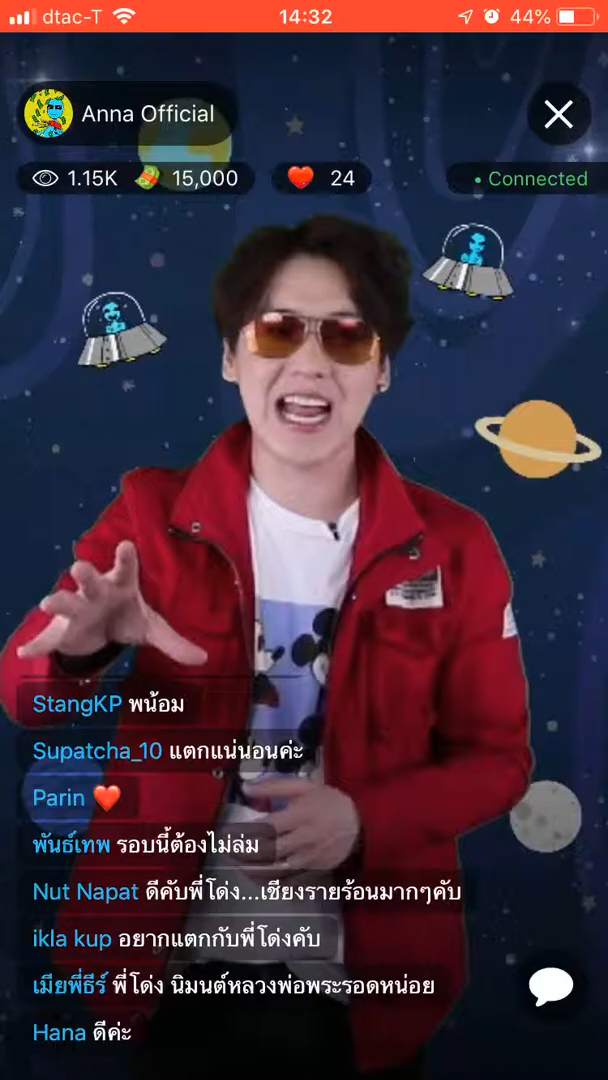 dtac-T 14:32 44%
Anna Official
1.15K 15,000 24 • Connected
StangKP พน้อม
Supatcha_10 แตกแน่นอนค่ะ
Parin ❤️
พันธ์เทพ รอบนี้ต้องไม่ล่ม
Nut Napat ดีคับพี่โด่ง...เชียงรายร้อนมากๆคับ
ikla kup อยากแตกกับพี่โด่งคับ
เมียพี่ธีร์ พี่โด่ง นิมนต์หลวงพ่อพระรอดหน่อย
Hana ดีค่ะ